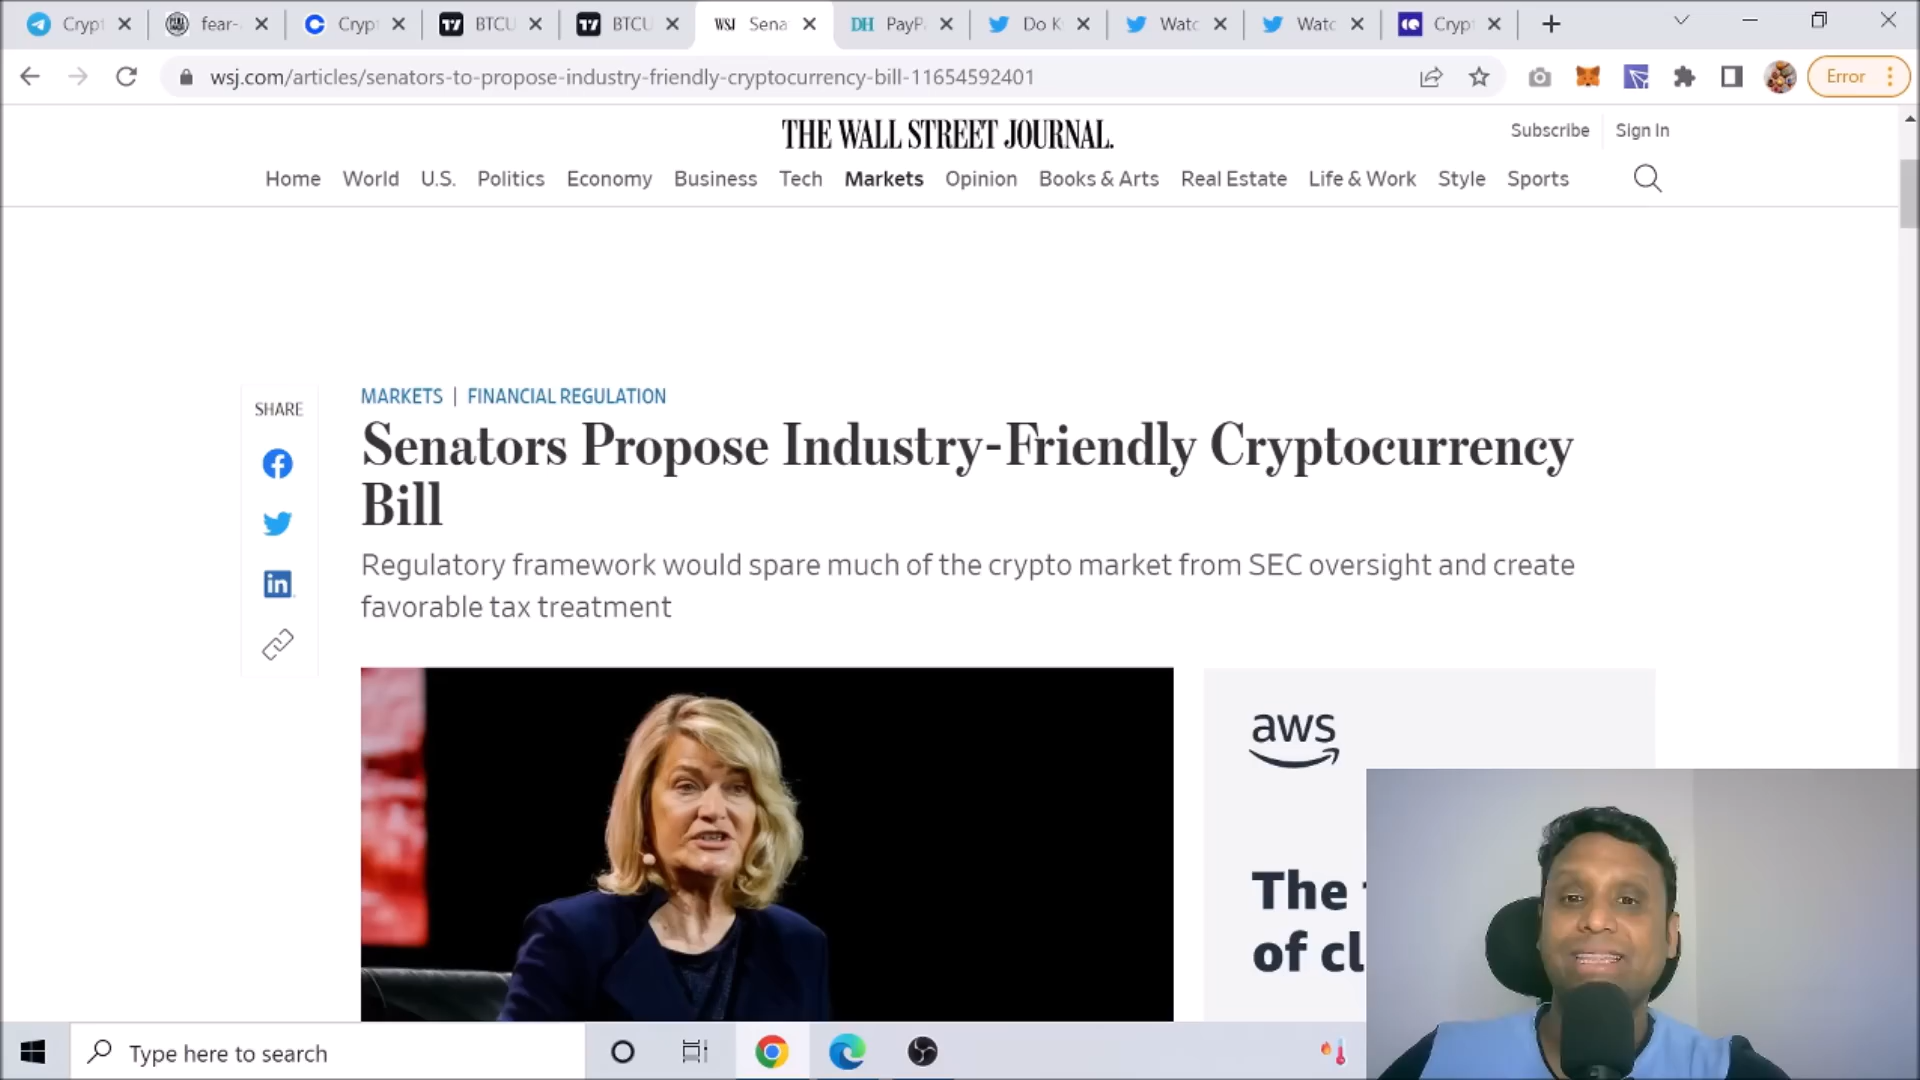 Crypt
fear-
Crypt
BTCU
BTCU
WSJ Sena
DH PayP
Do K
Watc
Watc
Cryp
wsj.com/articles/senators-to-propose-industry-friendly-cryptocurrency-bill-11654592401
Error
THE WALL STREET JOURNAL.
Subscribe
Sign In
Home World U.S. Politics Economy Business Tech Markets Opinion Books & Arts Real Estate Life & Work Style Sports
SHARE
MARKETS | FINANCIAL REGULATION
Senators Propose Industry-Friendly Cryptocurrency
Bill
Regulatory framework would spare much of the crypto market from SEC oversight and create
favorable tax treatment
in
aws
The
of cl
Type here to search